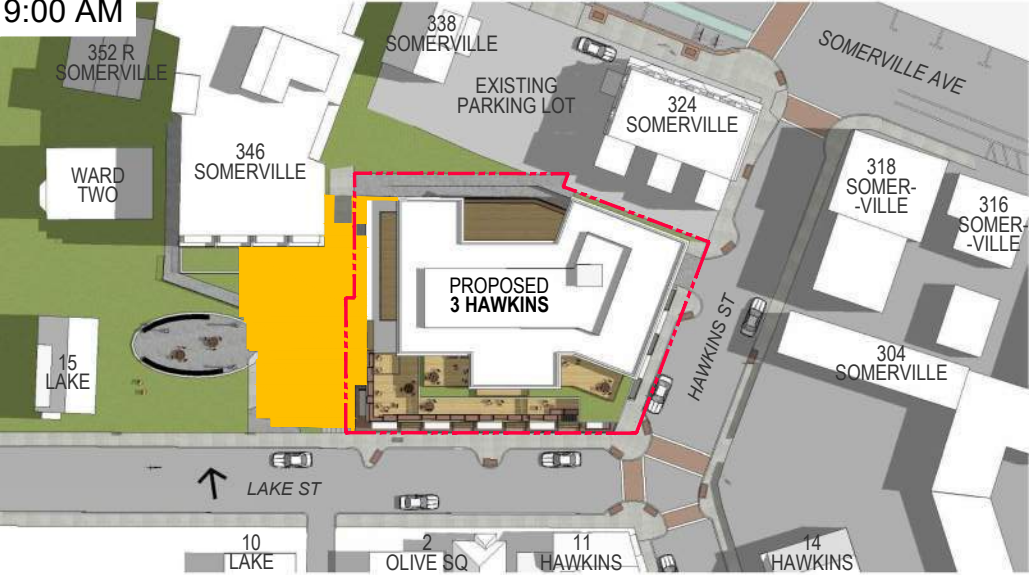 9:00 AM
352 R
SOMERVILLE
338
SOMERVILLE
EXISTING
PARKING LOT
324
SOMERVILLE
SOMERVILLE AVE
WARD
TWO
346
SOMERVILLE
318
SOMER-
-VILLE
316
SOMER-
-VILLE
PROPOSED
3 HAWKINS
HAWKINS ST
304
SOMERVILLE
15
LAKE
LAKE ST
10
LAKE
2
OLIVE SQ
11
HAWKINS
14
HAWKINS